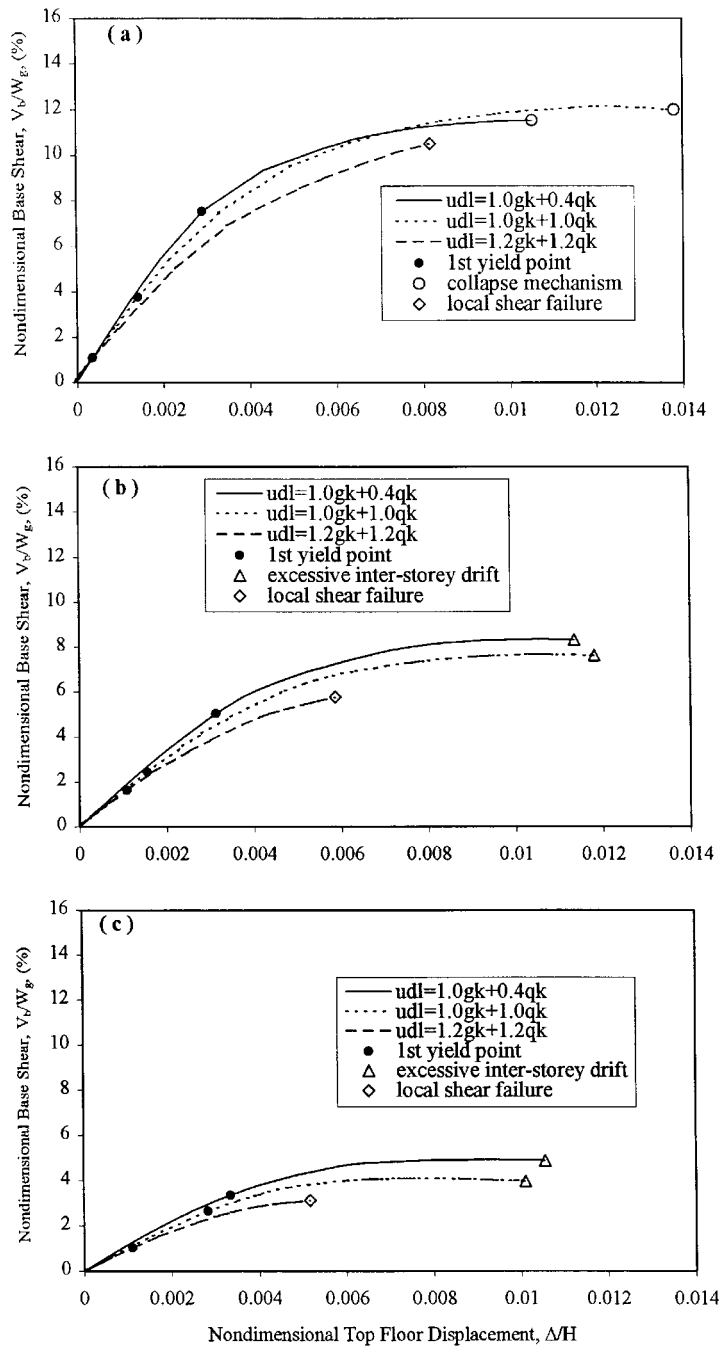 (a)
Nondimensional Base Shear, Vb/Wg, (%)
16
14
12
10
8
6
4
2
0
udl=1.0gk+0.4qk
udl=1.0gk+1.0qk
udl=1.2gk+1.2qk
1st yield point
collapse mechanism
local shear failure
0 0.002 0.004 0.006 0.008 0.01 0.012 0.014
(b)
Nondimensional Base Shear, Vb/Wg, (%)
16
14
12
10
8
6
4
2
0
udl=1.0gk+0.4qk
udl=1.0gk+1.0qk
udl=1.2gk+1.2qk
1st yield point
excessive inter-storey drift
local shear failure
0 0.002 0.004 0.006 0.008 0.01 0.012 0.014
(c)
Nondimensional Base Shear, Vb/Wg, (%)
16
14
12
10
8
6
4
2
0
udl=1.0gk+0.4qk
udl=1.0gk+1.0qk
udl=1.2gk+1.2qk
1st yield point
excessive inter-storey drift
local shear failure
0 0.002 0.004 0.006 0.008 0.01 0.012 0.014
Nondimensional Top Floor Displacement, Δ/H